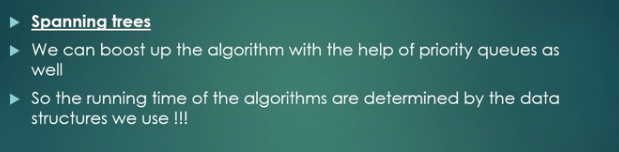 Spanning trees
We can boost up the algorithm with the help of priority queues as
well
So the running time of the algorithms are determined by the data
structures we use !!!